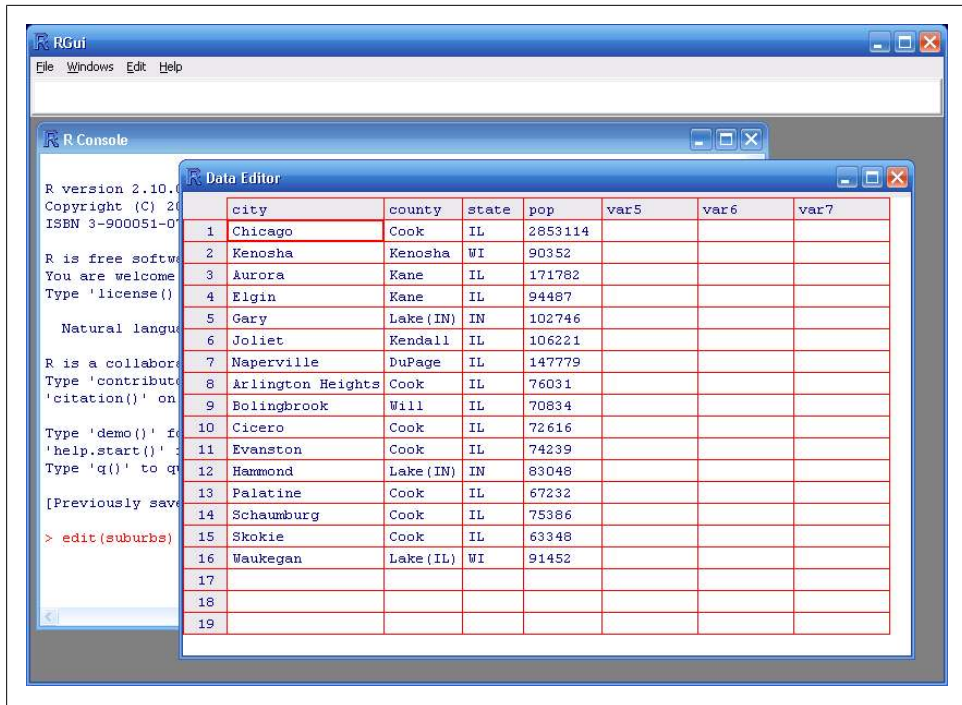 RGui
File Windows Edit Help
R Console
R version 2.10.
Copyright (C) 20
ISBN 3-900051-0
R is free softwa
You are welcome
Type 'license()
Natural langua
R is a collabora
Type 'contributo
'citation()' on
Type 'demo()' fo
'help.start()'
Type 'q()' to qu
[Previously save
> edit(suburbs)
Data Editor
city county state pop var5 var6 var7
1 Chicago Cook IL 2853114
2 Kenosha Kenosha WI 90352
3 Aurora Kane IL 171782
4 Elgin Kane IL 94487
5 Gary Lake(IN) IN 102746
6 Joliet Kendall IL 106221
7 Naperville DuPage IL 147779
8 Arlington Heights Cook IL 76031
9 Bolingbrook Will IL 70834
10 Cicero Cook IL 72616
11 Evanston Cook IL 74239
12 Hammond Lake(IN) IN 83048
13 Palatine Cook IL 67232
14 Schaumburg Cook IL 75386
15 Skokie Cook IL 63348
16 Waukegan Lake(IL) WI 91452
17
18
19